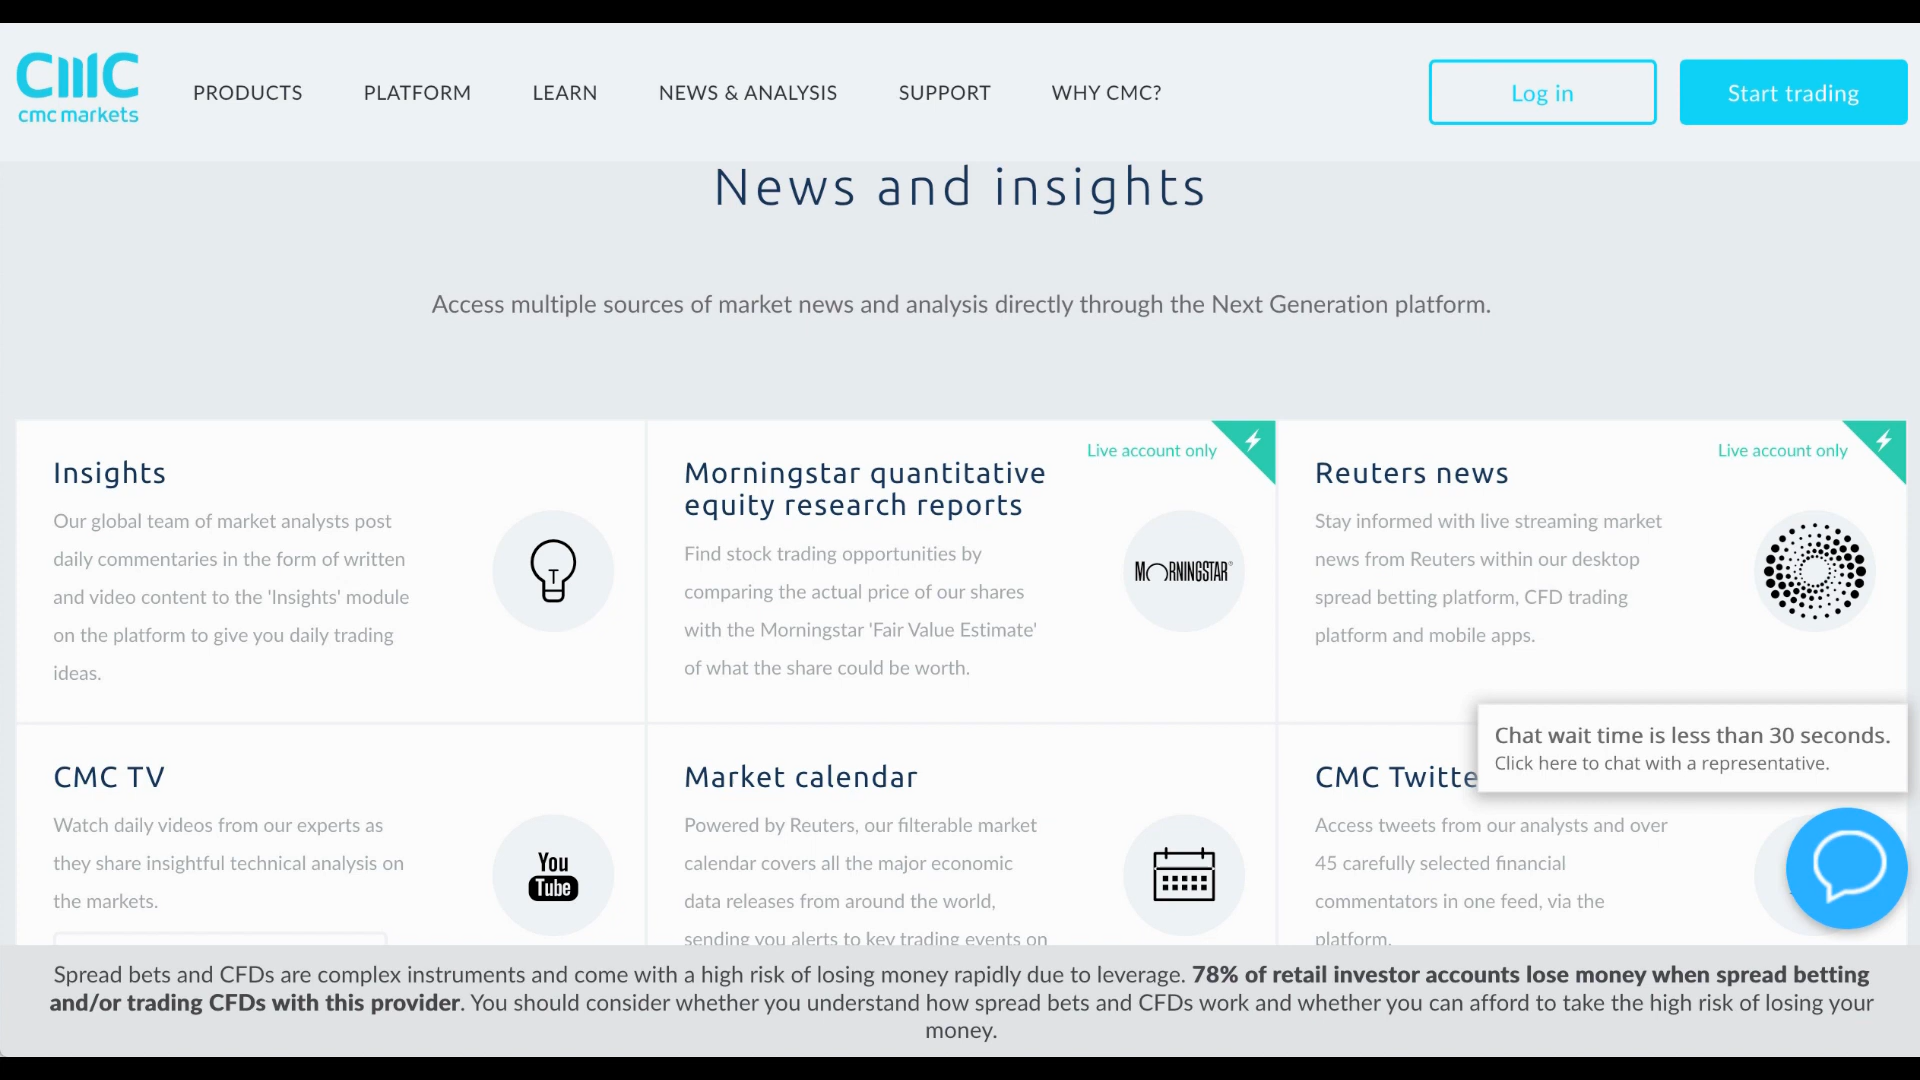 CMC
cmc markets
PRODUCTS
PLATFORM
LEARN
NEWS & ANALYSIS
SUPPORT
WHY CMC?
Log in
Start trading
News and insights
Access multiple sources of market news and analysis directly through the Next Generation platform.
Insights
Our global team of market analysts post
daily commentaries in the form of written
and video content to the 'Insights' module
on the platform to give you daily trading
ideas.
T
Live account only
Morningstar quantitative
equity research reports
Find stock trading opportunities by
comparing the actual price of our shares
with the Morningstar 'Fair Value Estimate'
of what the share could be worth.
MORNINGSTAR®
Live account only
Reuters news
Stay informed with live streaming market
news from Reuters within our desktop
spread betting platform, CFD trading
platform and mobile apps.
CMC TV
Watch daily videos from our experts as
they share insightful technical analysis on
the markets.
You
Tube
Market calendar
Powered by Reuters, our filterable market
calendar covers all the major economic
data releases from around the world,
sending you alerts to key trading events on
CMC Twitte
Access tweets from our analysts and over
45 carefully selected financial
commentators in one feed, via the
platform.
Chat wait time is less than 30 seconds.
Click here to chat with a representative.
Spread bets and CFDs are complex instruments and come with a high risk of losing money rapidly due to leverage. 78% of retail investor accounts lose money when spread betting
and/or trading CFDs with this provider. You should consider whether you understand how spread bets and CFDs work and whether you can afford to take the high risk of losing your
money.